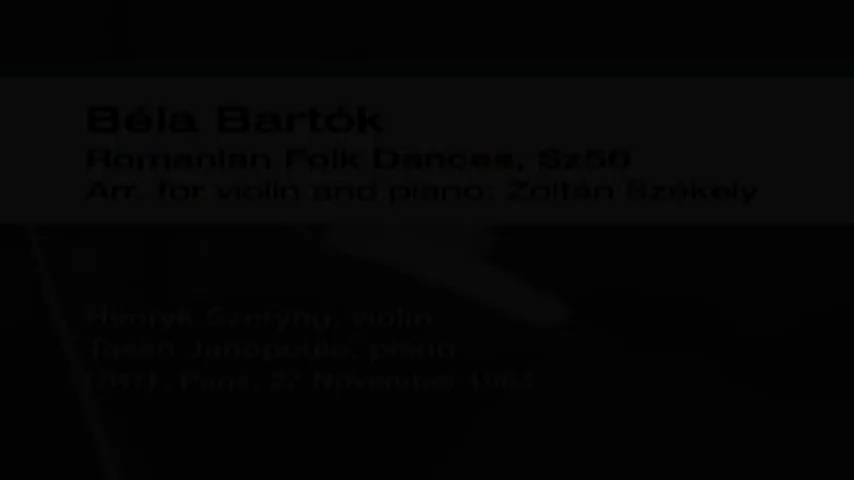 Béla Bartók
Romanian Folk Dances, Sz56
Arr. for violin and piano: Zoltán Székely
Henryk Szeryng, violin
Tasso Janopoulo, piano
ORTF, Paris, 27 November